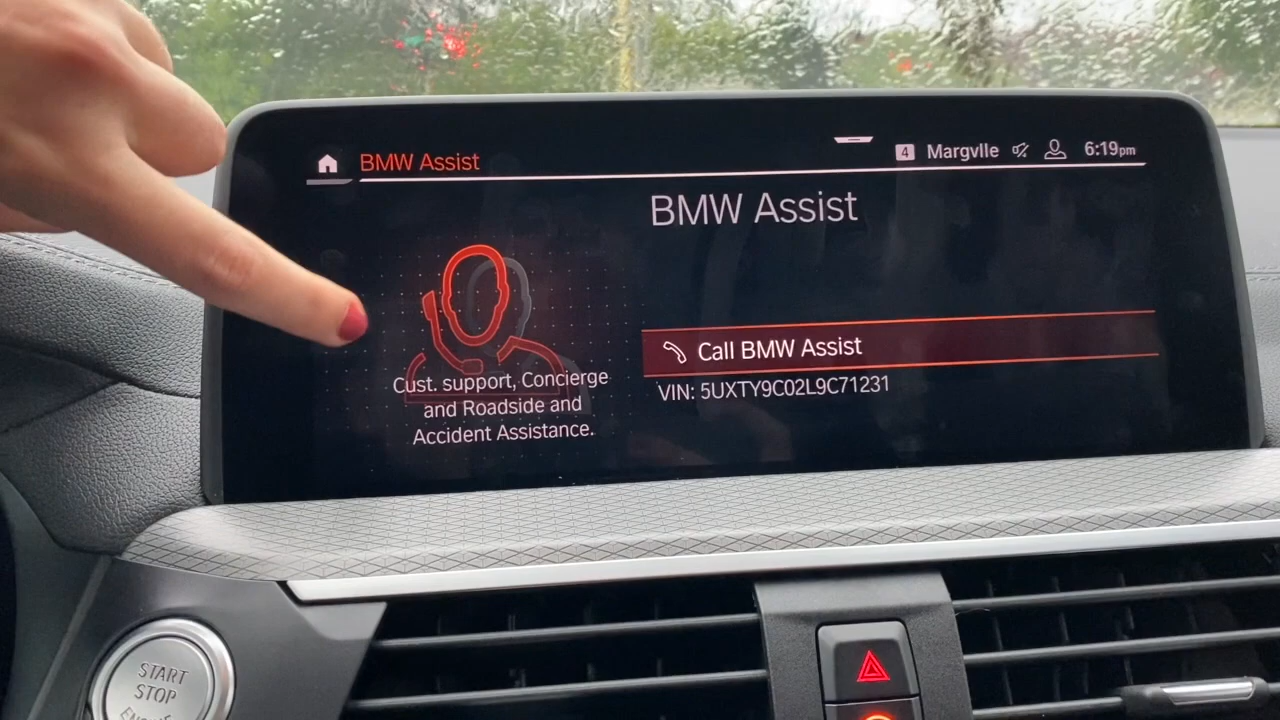 BMW Assist
4 Margvlle 6:19pm
BMW Assist
Call BMW Assist
VIN: 5UXTY9C02L9C71231
Cust. support, Concierge
and Roadside and
Accident Assistance.
START
STOP